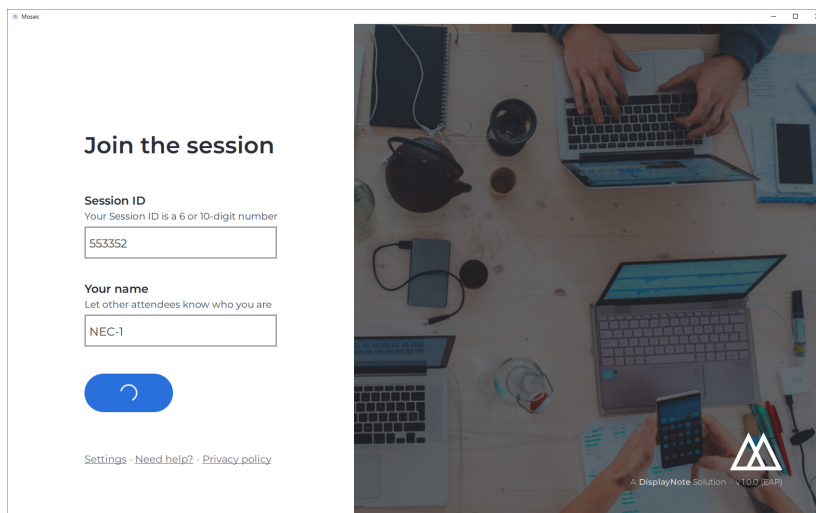 Mosaic
Join the session
Session ID
Your Session ID is a 6 or 10-digit number
553352
Your name
Let other attendees know who you are
NEC-1
Settings · Need help? · Privacy policy
A DisplayNote Solution - v1.0.0 (EAP)